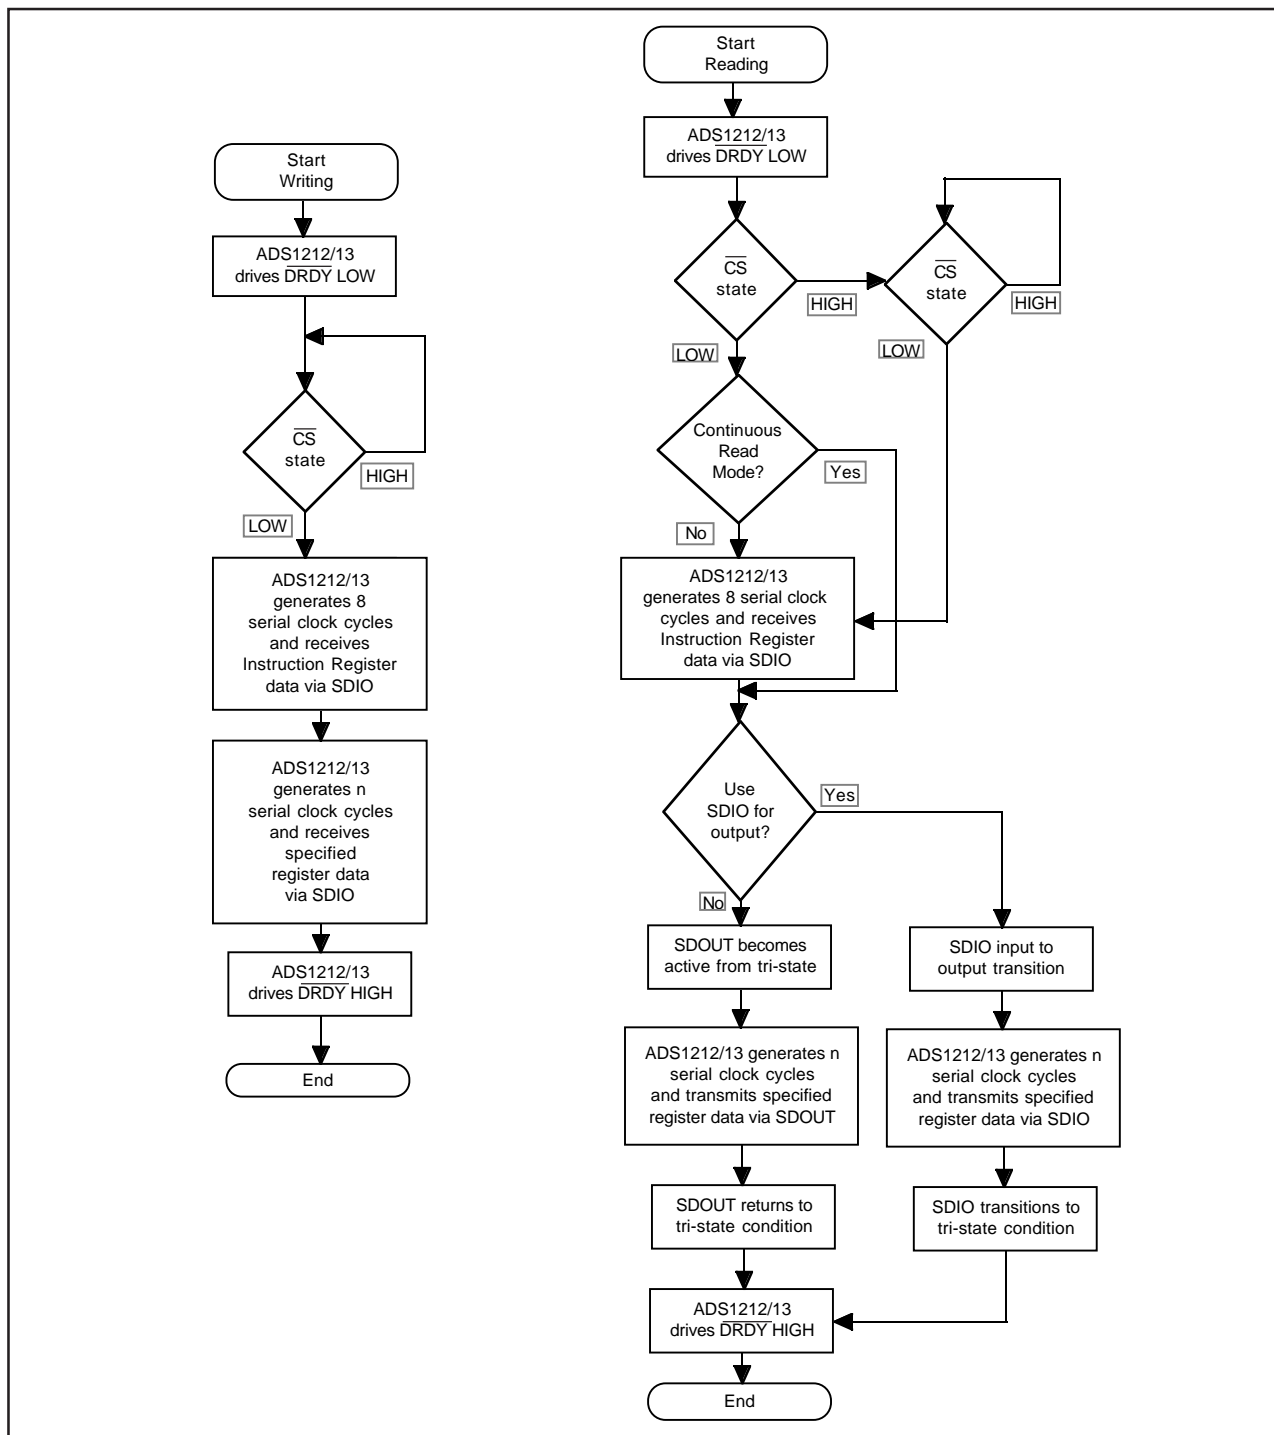 Start
Writing
ADS1212/13
drives DRDY LOW
CS
state
HIGH
LOW
ADS1212/13
generates 8
serial clock cycles
and receives
Instruction Register
data via SDIO
ADS1212/13
generates n
serial clock cycles
and receives
specified
register data
via SDIO
ADS1212/13
drives DRDY HIGH
End
Start
Reading
ADS1212/13
drives DRDY LOW
CS
state
HIGH
CS
state
HIGH
LOW
LOW
Continuous
Read
Mode?
Yes
No
ADS1212/13
generates 8 serial clock
cycles and receives
Instruction Register
data via SDIO
Use
SDIO for
output?
Yes
No
SDOUT becomes
active from tri-state
SDIO input to
output transition
ADS1212/13 generates n
serial clock cycles
and transmits specified
register data via SDOUT
ADS1212/13 generates n
serial clock cycles
and transmits specified
register data via SDIO
SDOUT returns to
tri-state condition
SDIO transitions to
tri-state condition
ADS1212/13
drives DRDY HIGH
End